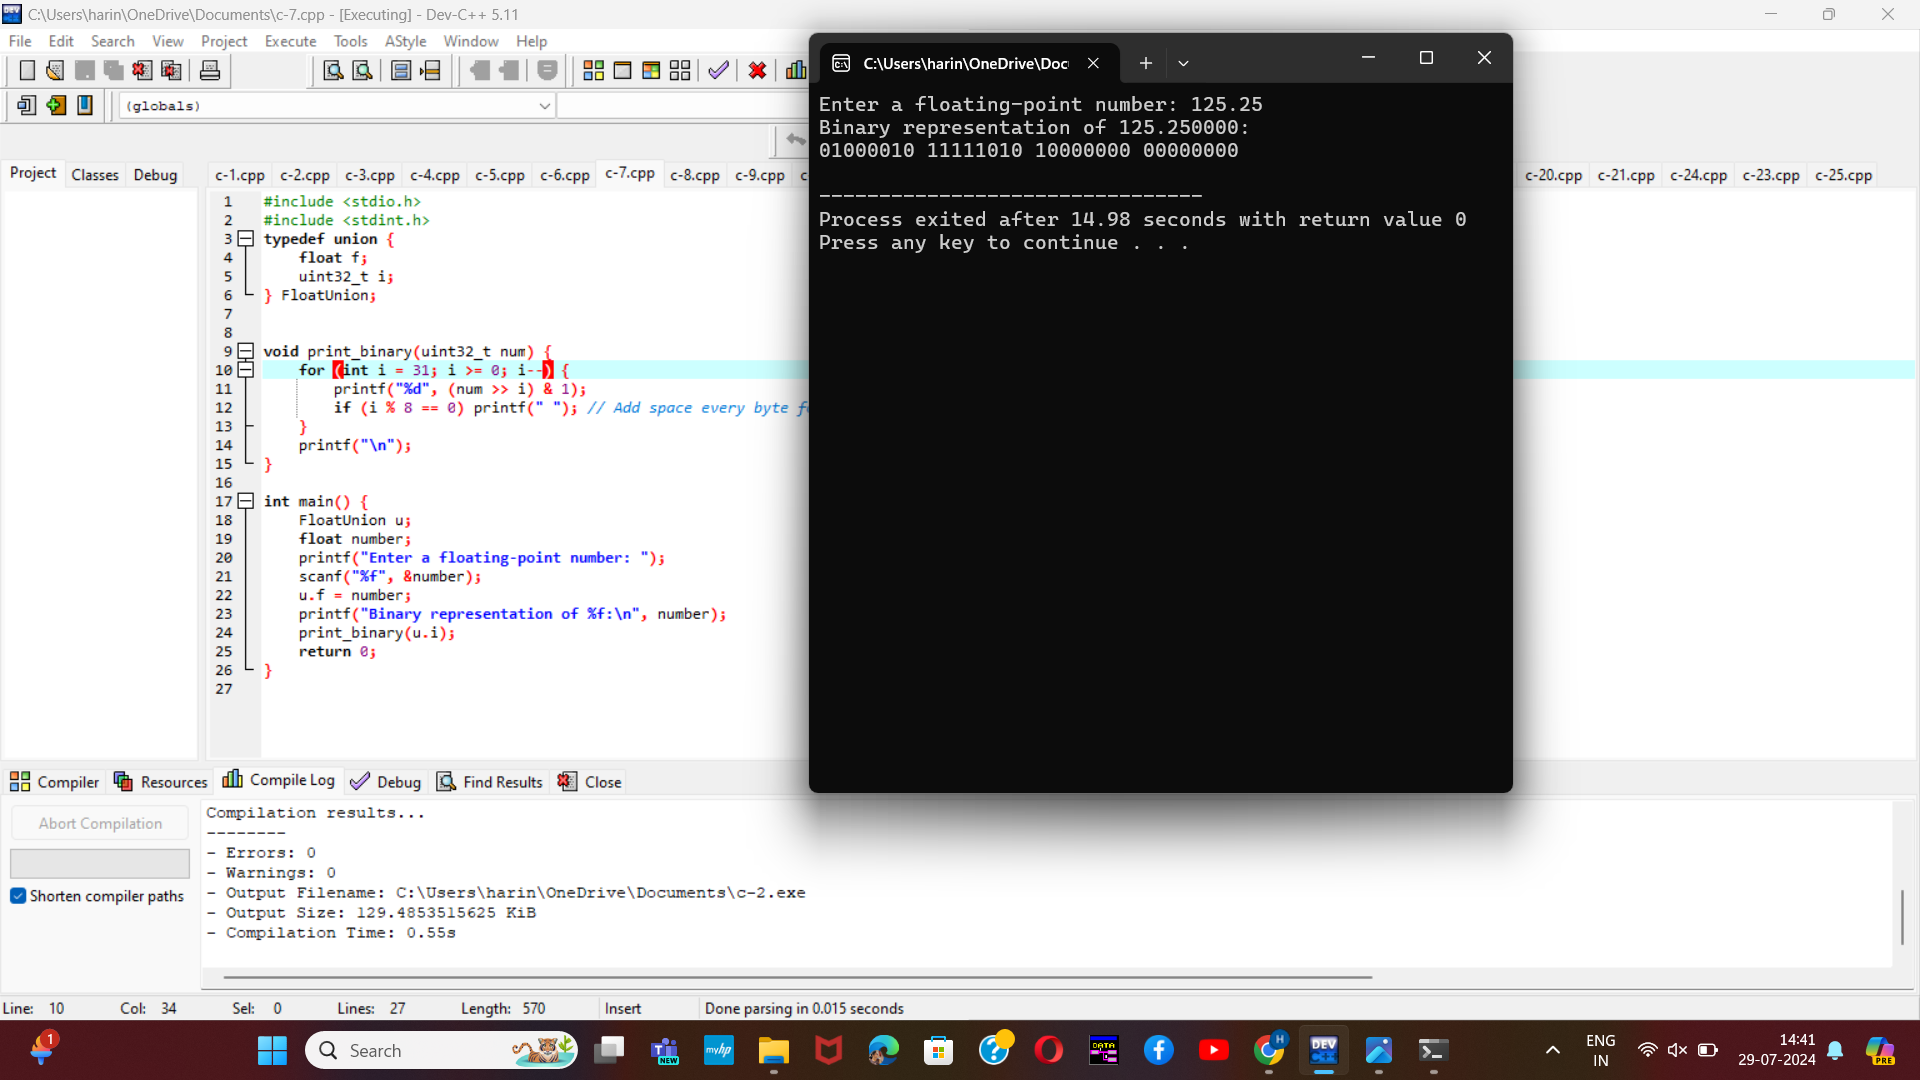 C:\Users\harin\OneDrive\Documents\c-7.cpp - [Executing] - Dev-C++ 5.11
File Edit Search View Project Execute Tools AStyle Window Help
(globals)
Project Classes Debug
c-1.cpp c-2.cpp c-3.cpp c-4.cpp c-5.cpp c-6.cpp c-7.cpp c-8.cpp c-9.cpp c c-20.cpp c-21.cpp c-24.cpp c-23.cpp c-25.cpp
1 #include <stdio.h>
2 #include <stdint.h>
3 typedef union {
4     float f;
5     uint32_t i;
6 } FloatUnion;
7
8
9 void print_binary(uint32_t num) {
10     for (int i = 31; i >= 0; i--) {
11         printf("%d", (num >> i) & 1);
12         if (i % 8 == 0) printf(" "); // Add space every byte f
13     }
14     printf("\n");
15 }
16
17 int main() {
18     FloatUnion u;
19     float number;
20     printf("Enter a floating-point number: ");
21     scanf("%f", &number);
22     u.f = number;
23     printf("Binary representation of %f:\n", number);
24     print_binary(u.i);
25     return 0;
26 }
27
C:\Users\harin\OneDrive\Doc
Enter a floating-point number: 125.25
Binary representation of 125.250000:
01000010 11111010 10000000 00000000
--------------------------------
Process exited after 14.98 seconds with return value 0
Press any key to continue . . .
Compiler Resources Compile Log Debug Find Results Close
Abort Compilation
Shorten compiler paths
Compilation results...
--------
- Errors: 0
- Warnings: 0
- Output Filename: C:\Users\harin\OneDrive\Documents\c-2.exe
- Output Size: 129.4853515625 KiB
- Compilation Time: 0.55s
Line: 10 Col: 34 Sel: 0 Lines: 27 Length: 570 Insert Done parsing in 0.015 seconds
1
Search
NEW
myhp
DATA
H
DEV
ENG
IN
14:41
29-07-2024
PRE